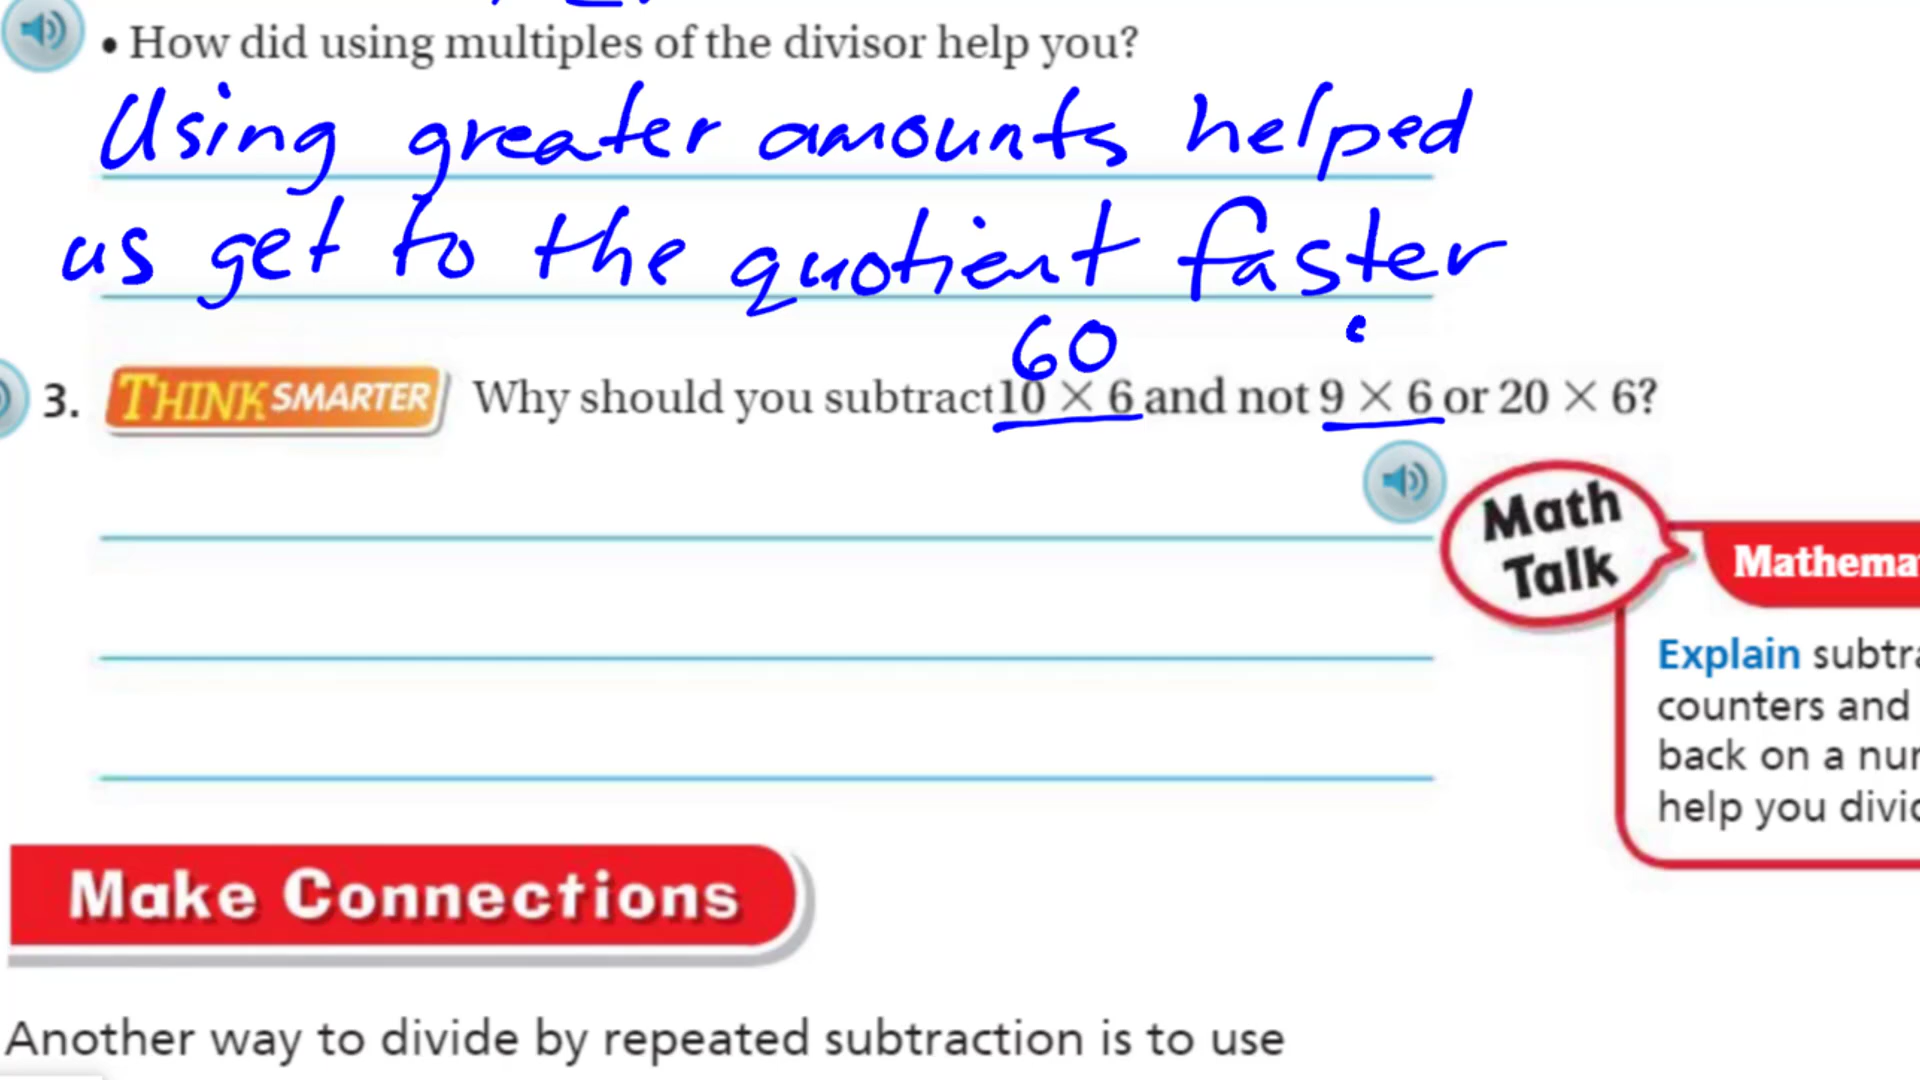 • How did using multiples of the divisor help you?
Using greater amounts helped
us get to the quotient faster
60
3. THINK SMARTER Why should you subtract 10 × 6 and not 9 × 6 or 20 × 6?
Math
Talk
Mathema
Explain subtra
counters and
back on a nu
help you divi
Make Connections
Another way to divide by repeated subtraction is to use